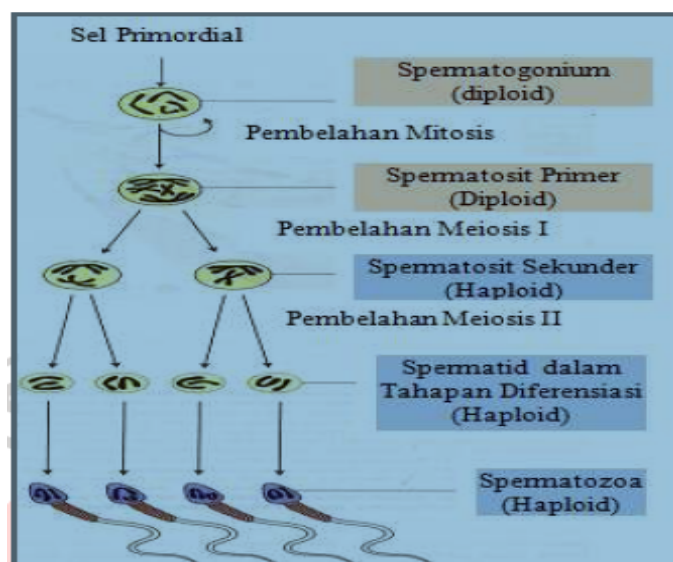 Sel Primordial
Spermatogonium
(diploid)
Pembelahan Mitosis
Spermatosit Primer
(Diploid)
Pembelahan Meiosis I
Spermatosit Sekunder
(Haploid)
Pembelahan Meiosis II
Spermatid dalam
Tahapan Diferensiasi
(Haploid)
Spermatozoa
(Haploid)